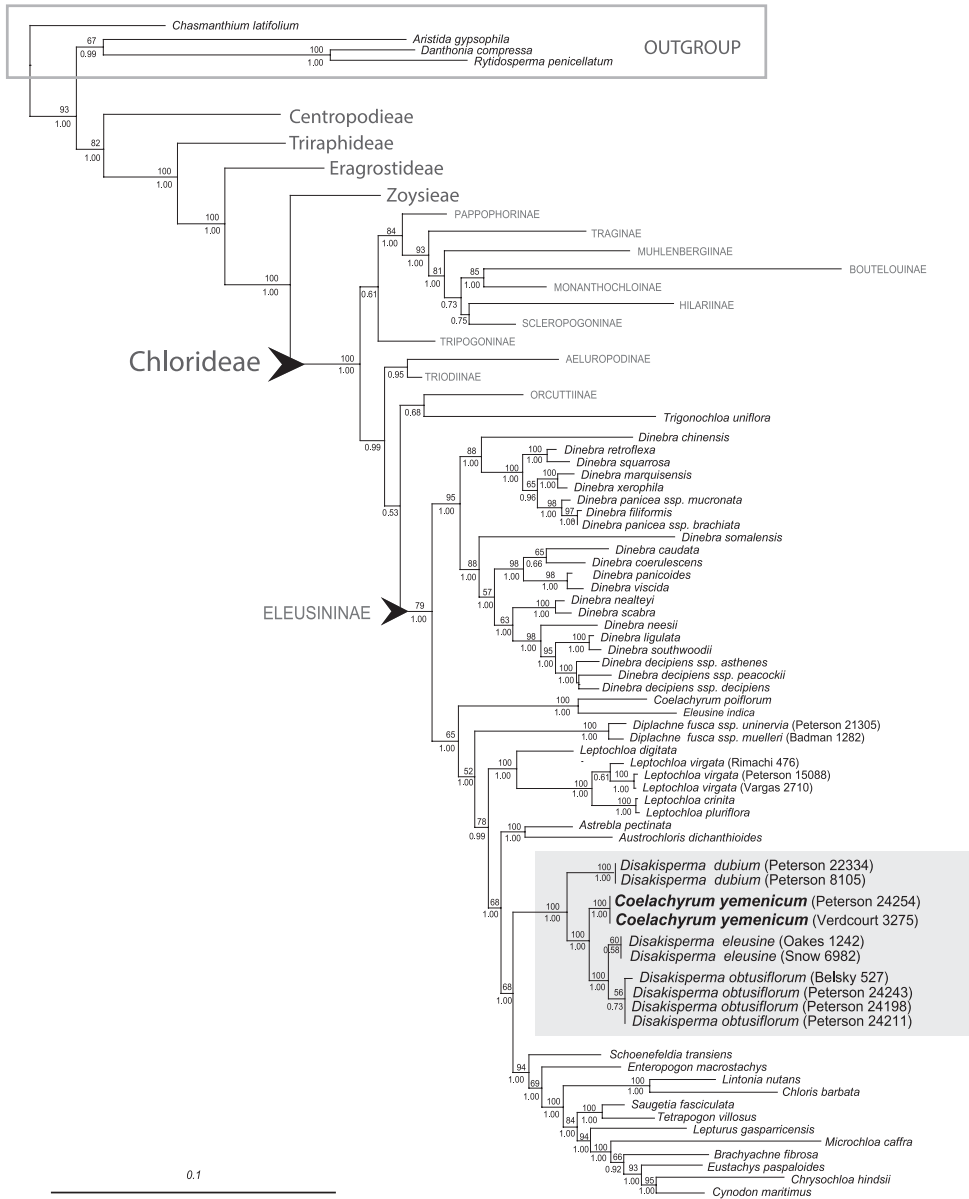 Chasmanthium latifolium
67
0.99
Aristida gypsophila
100
1.00
Danthonia compressa
Rytidosperma penicellatum
OUTGROUP
93
1.00
Centropodieae
82
1.00
Triraphideae
100
1.00
Eragrostideae
100
1.00
Zoysieae
100
1.00
PAPPOPHORINAE
84
1.00
TRAGINAE
93
1.00
MUHLENBERGIINAE
81
1.00
85
1.00
BOUTELOUINAE
MONANTHOCHLOINAE
0.73
HILARIINAE
0.75
SCLEROPOGONINAE
0.61
TRIPOGONINAE
Chlorideae
100
1.00
AELUROPODINAE
0.95
TRIODIINAE
ORCUTTIINAE
0.68
Trigonochloa uniflora
0.99
0.53
Dinebra chinensis
88
1.00
100
1.00
Dinebra retroflexa
Dinebra squarrosa
100
1.00
100
1.00
Dinebra marquisensis
Dinebra xerophila
65
0.96
Dinebra panicea ssp. mucronata
98
1.00
97
1.00
Dinebra filiformis
Dinebra panicea ssp. brachiata
95
1.00
Dinebra somalensis
88
1.00
65
0.66
Dinebra caudata
Dinebra coerulescens
98
1.00
98
1.00
Dinebra panicoides
Dinebra viscida
57
1.00
100
1.00
Dinebra nealteyi
Dinebra scabra
63
1.00
Dinebra neesii
98
1.00
100
1.00
Dinebra ligulata
Dinebra southwoodii
95
1.00
Dinebra decipiens ssp. asthenes
100
1.00
Dinebra decipiens ssp. peacockii
Dinebra decipiens ssp. decipiens
ELEUSININAE
79
1.00
Coelachyrum poiflorum
100
1.00
Eleusine indica
65
1.00
Diplachne fusca ssp. uninervia (Peterson 21305)
100
1.00
Diplachne fusca ssp. muelleri (Badman 1282)
52
1.00
Leptochloa digitata
100
1.00
Leptochloa virgata (Rimachi 476)
0.61
100
1.00
Leptochloa virgata (Peterson 15088)
Leptochloa virgata (Vargas 2710)
100
1.00
100
1.00
Leptochloa crinita
Leptochloa pluriflora
78
0.99
Astrebla pectinata
100
1.00
Austrochloris dichanthioides
68
1.00
100
1.00
Disakisperma dubium (Peterson 22334)
Disakisperma dubium (Peterson 8105)
100
1.00
100
1.00
Coelachyrum yemenicum (Peterson 24254)
Coelachyrum yemenicum (Verdcourt 3275)
100
1.00
60
0.58
Disakisperma eleusine (Oakes 1242)
Disakisperma eleusine (Snow 6982)
100
1.00
Disakisperma obtusiflorum (Belsky 527)
56
0.73
Disakisperma obtusiflorum (Peterson 24243)
Disakisperma obtusiflorum (Peterson 24198)
Disakisperma obtusiflorum (Peterson 24211)
68
1.00
Schoenefeldia transiens
94
1.00
Enteropogon macrostachys
69
1.00
Lintonia nutans
100
1.00
Chloris barbata
100
1.00
Saugetia fasciculata
100
1.00
Tetrapogon villosus
84
1.00
Lepturus gasparricensis
94
1.00
Microchloa caffra
100
1.00
Brachyachne fibrosa
66
0.92
Eustachys paspaloides
93
1.00
Chrysochloa hindsii
95
1.00
Cynodon maritimus
0.1